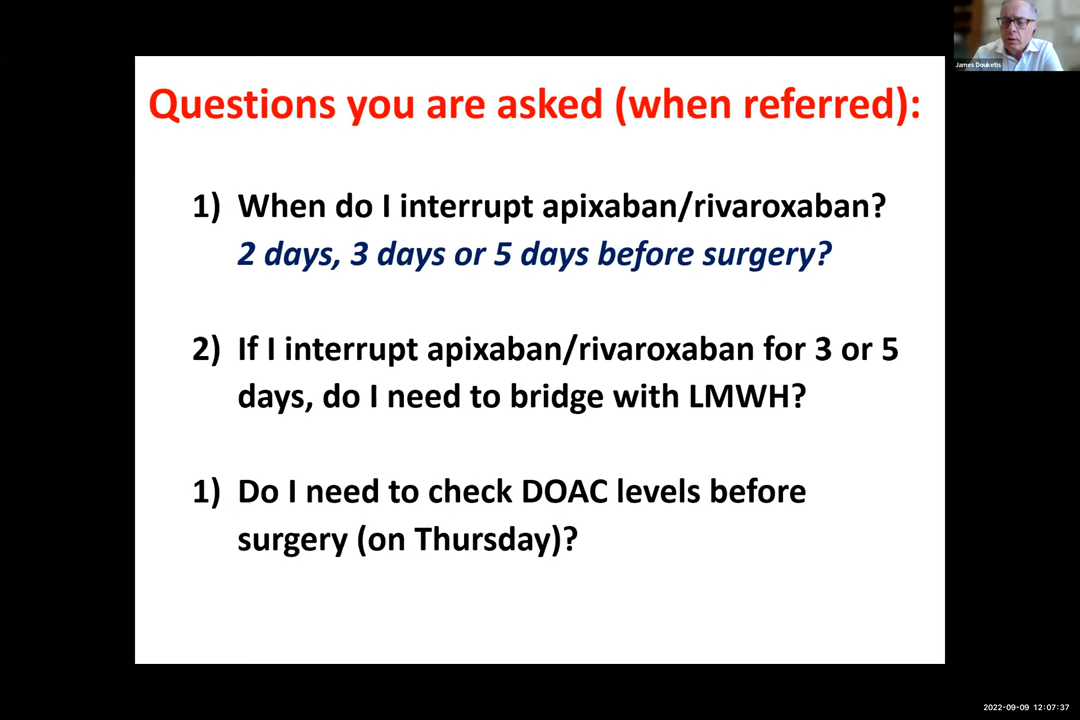 James Douketis
Questions you are asked (when referred):
1) When do I interrupt apixaban/rivaroxaban?
2 days, 3 days or 5 days before surgery?
2) If I interrupt apixaban/rivaroxaban for 3 or 5
days, do I need to bridge with LMWH?
1) Do I need to check DOAC levels before
surgery (on Thursday)?
2022-09-09 12:07:37